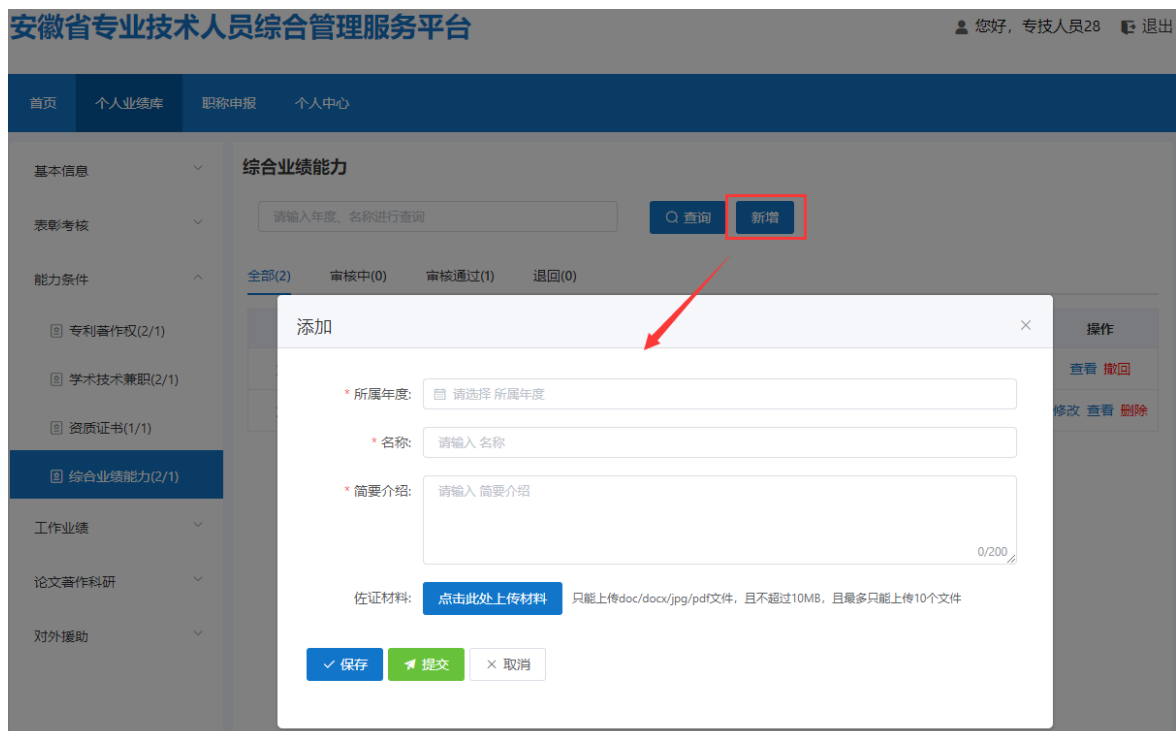 安徽省专业技术人员综合管理服务平台
您好，专技人员28 退出
首页 个人业绩库 职称申报 个人中心
基本信息
表彰考核
能力条件
专利著作权(2/1)
学术技术兼职(2/1)
资质证书(1/1)
综合业绩能力(2/1)
工作业绩
论文著作科研
对外援助
综合业绩能力
请输入年度、名称进行查询 查询 新增
全部(2) 审核中(0) 审核通过(1) 退回(0)
操作
查看 撤回
修改 查看 删除
添加
* 所属年度: 请选择 所属年度
* 名称: 请输入 名称
* 简要介绍: 请输入 简要介绍
0/200
佐证材料: 点击此处上传材料 只能上传doc/docx/jpg/pdf文件，且不超过10MB，且最多只能上传10个文件
保存 提交 取消